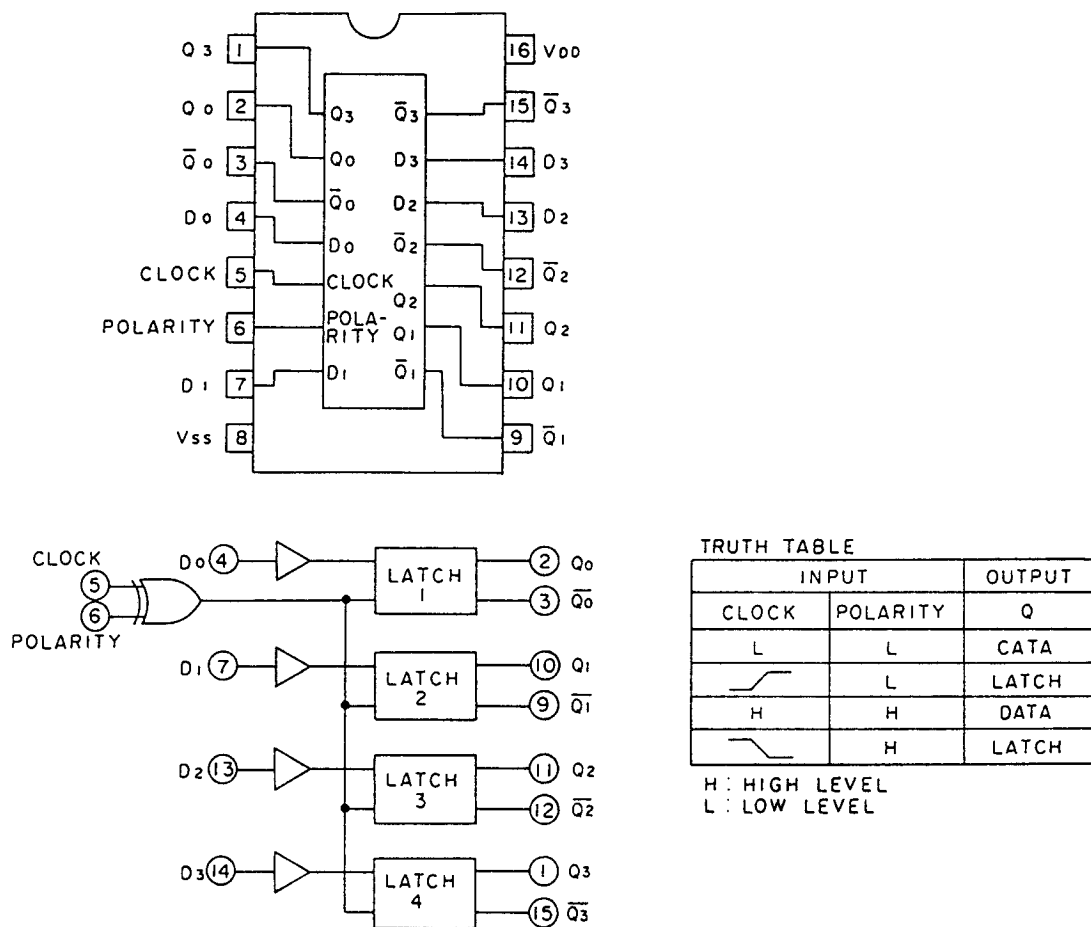 Q3 1
16 VDD
Q0 2
15 Q̅3
Q̅0 3
14 D3
D0 4
13 D2
CLOCK 5
12 Q̅2
POLARITY 6
11 Q2
D1 7
10 Q1
Vss 8
9 Q̅1
Q3 Q̅3
Q0 D3
Q̅0 D2
D0 Q̅2
CLOCK Q2
POLA-
RITY Q1
D1 Q̅1
CLOCK
5
6
POLARITY
D0 4
LATCH
1
2 Q0
3 Q̅0
D1 7
LATCH
2
10 Q1
9 Q̅1
D2 13
LATCH
3
11 Q2
12 Q̅2
D3 14
LATCH
4
1 Q3
15 Q̅3
TRUTH TABLE
INPUT OUTPUT
CLOCK POLARITY Q
L L CATA
L LATCH
H H DATA
H LATCH
H : HIGH LEVEL
L : LOW LEVEL